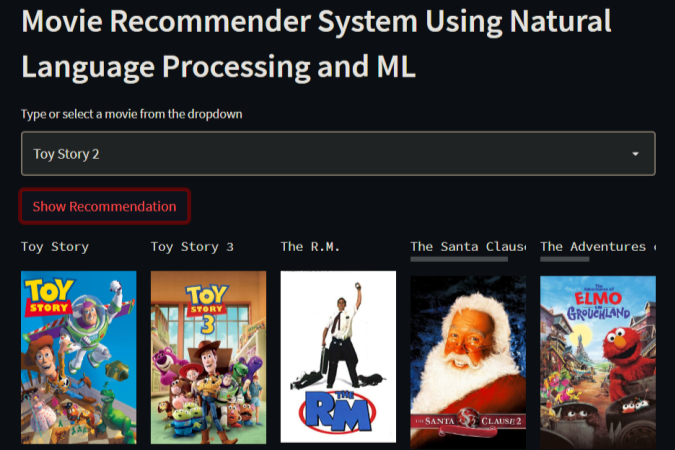 Movie Recommender System Using Natural
Language Processing and ML
Type or select a movie from the dropdown
Toy Story 2
Show Recommendation
Toy Story
Toy Story 3
The R.M.
The Santa Clause
The Adventures
TOY
STORY
TOY
STORY
3
THE
RM
THE SANTA CLAUSE 2
The Adventures of
ELMO
in
GROUCHLAND